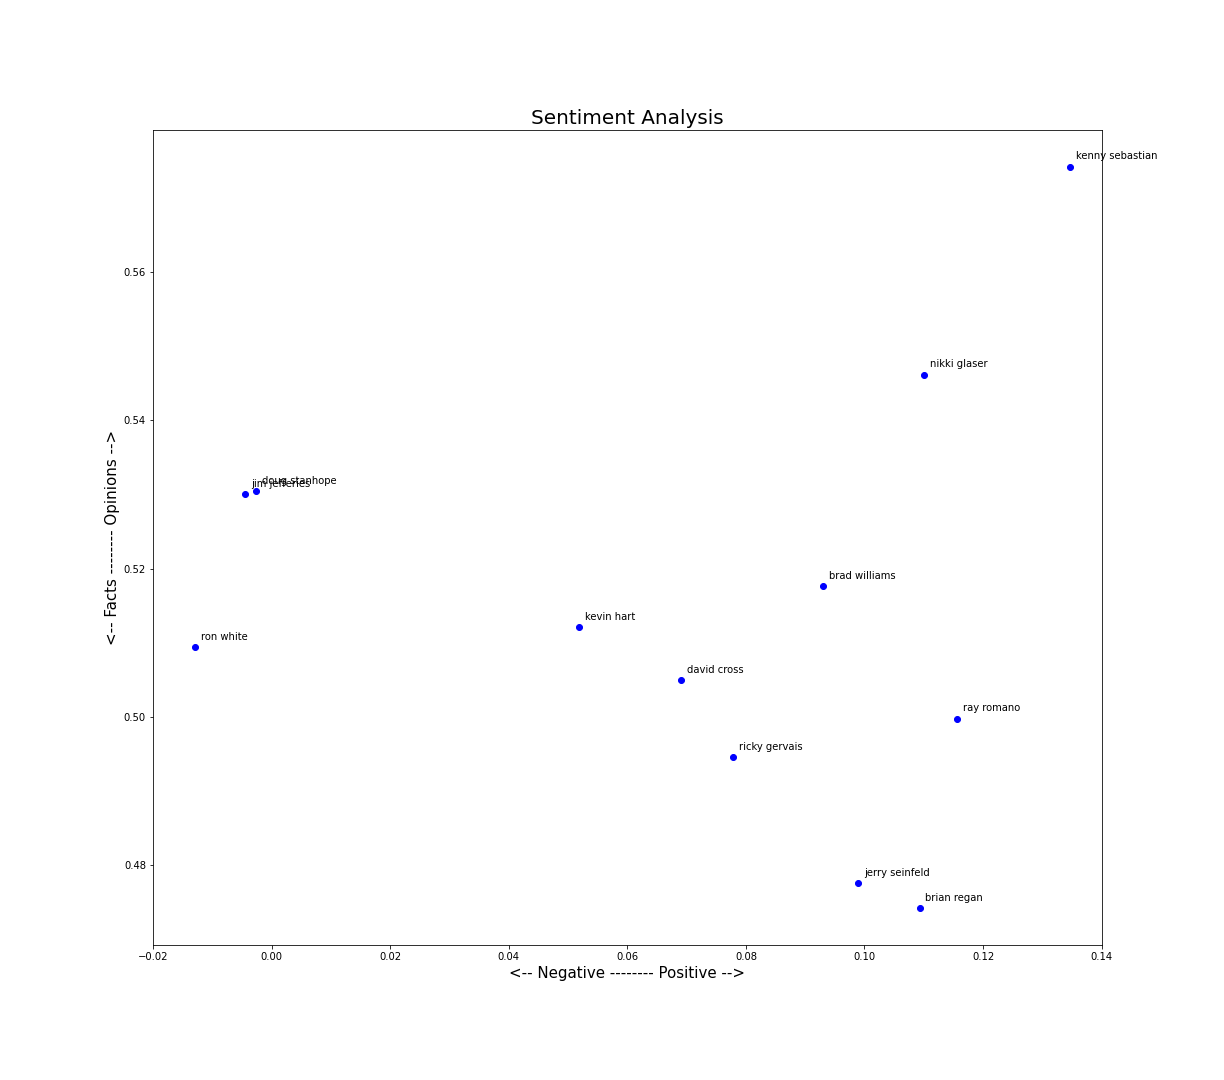 Sentiment Analysis
kenny sebastian
0.56
nikki glaser
0.54
doug stanhope
jim jefferies
<-- Facts -------- Opinions -->
0.52
brad williams
kevin hart
ron white
david cross
ray romano
0.50
ricky gervais
0.48
jerry seinfeld
brian regan
−0.02 0.00 0.02 0.04 0.06 0.08 0.10 0.12 0.14
<-- Negative -------- Positive -->